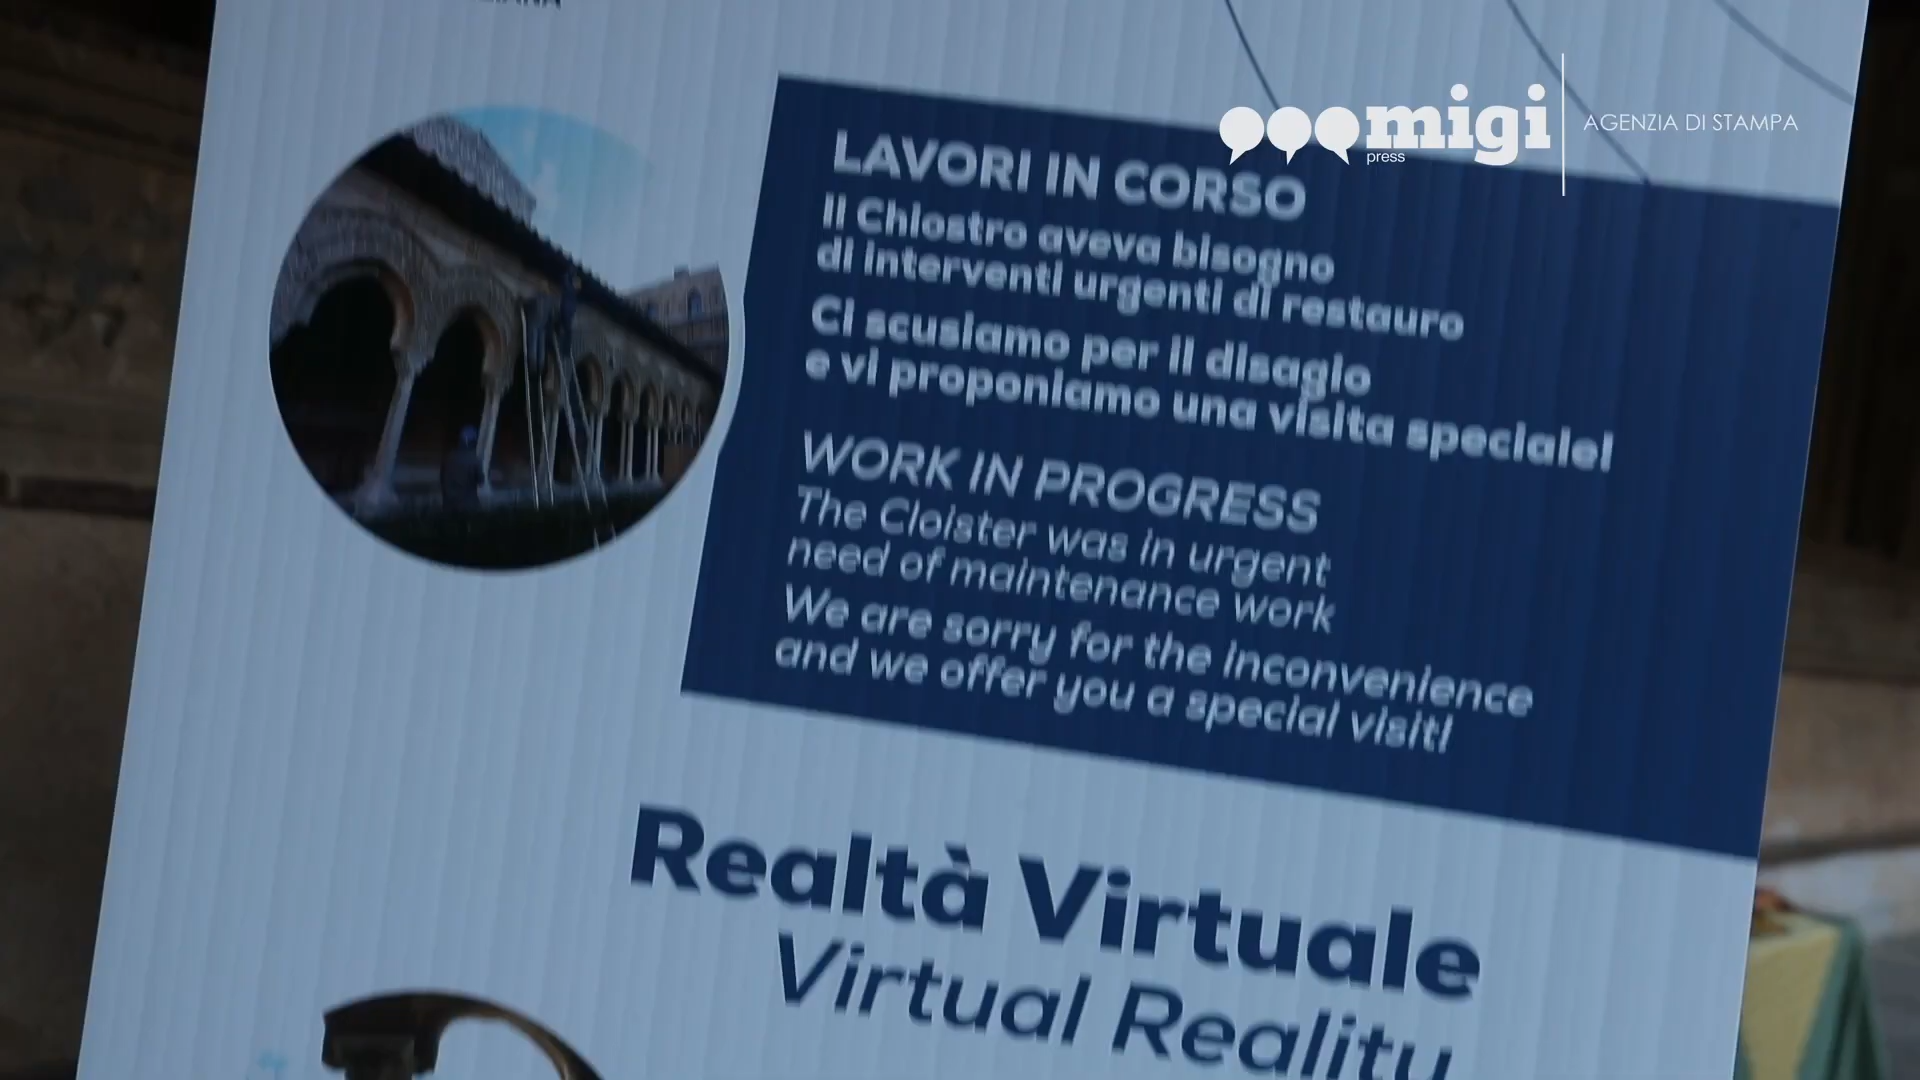 migi
press
AGENZIA DI STAMPA
LAVORI IN CORSO
Il Chiostro aveva bisogno
di interventi urgenti di restauro
Ci scusiamo per il disagio
e vi proponiamo una visita speciale!
WORK IN PROGRESS
The Cloister was in urgent
need of maintenance work
We are sorry for the inconvenience
and we offer you a special visit!
Realtà Virtuale
Virtual Reality